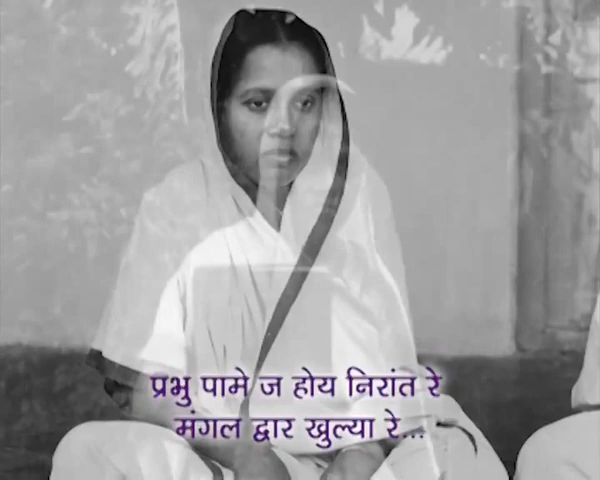 प्रभु पामे ज होय निरांत रे
मंगल द्वार खुल्या रे...